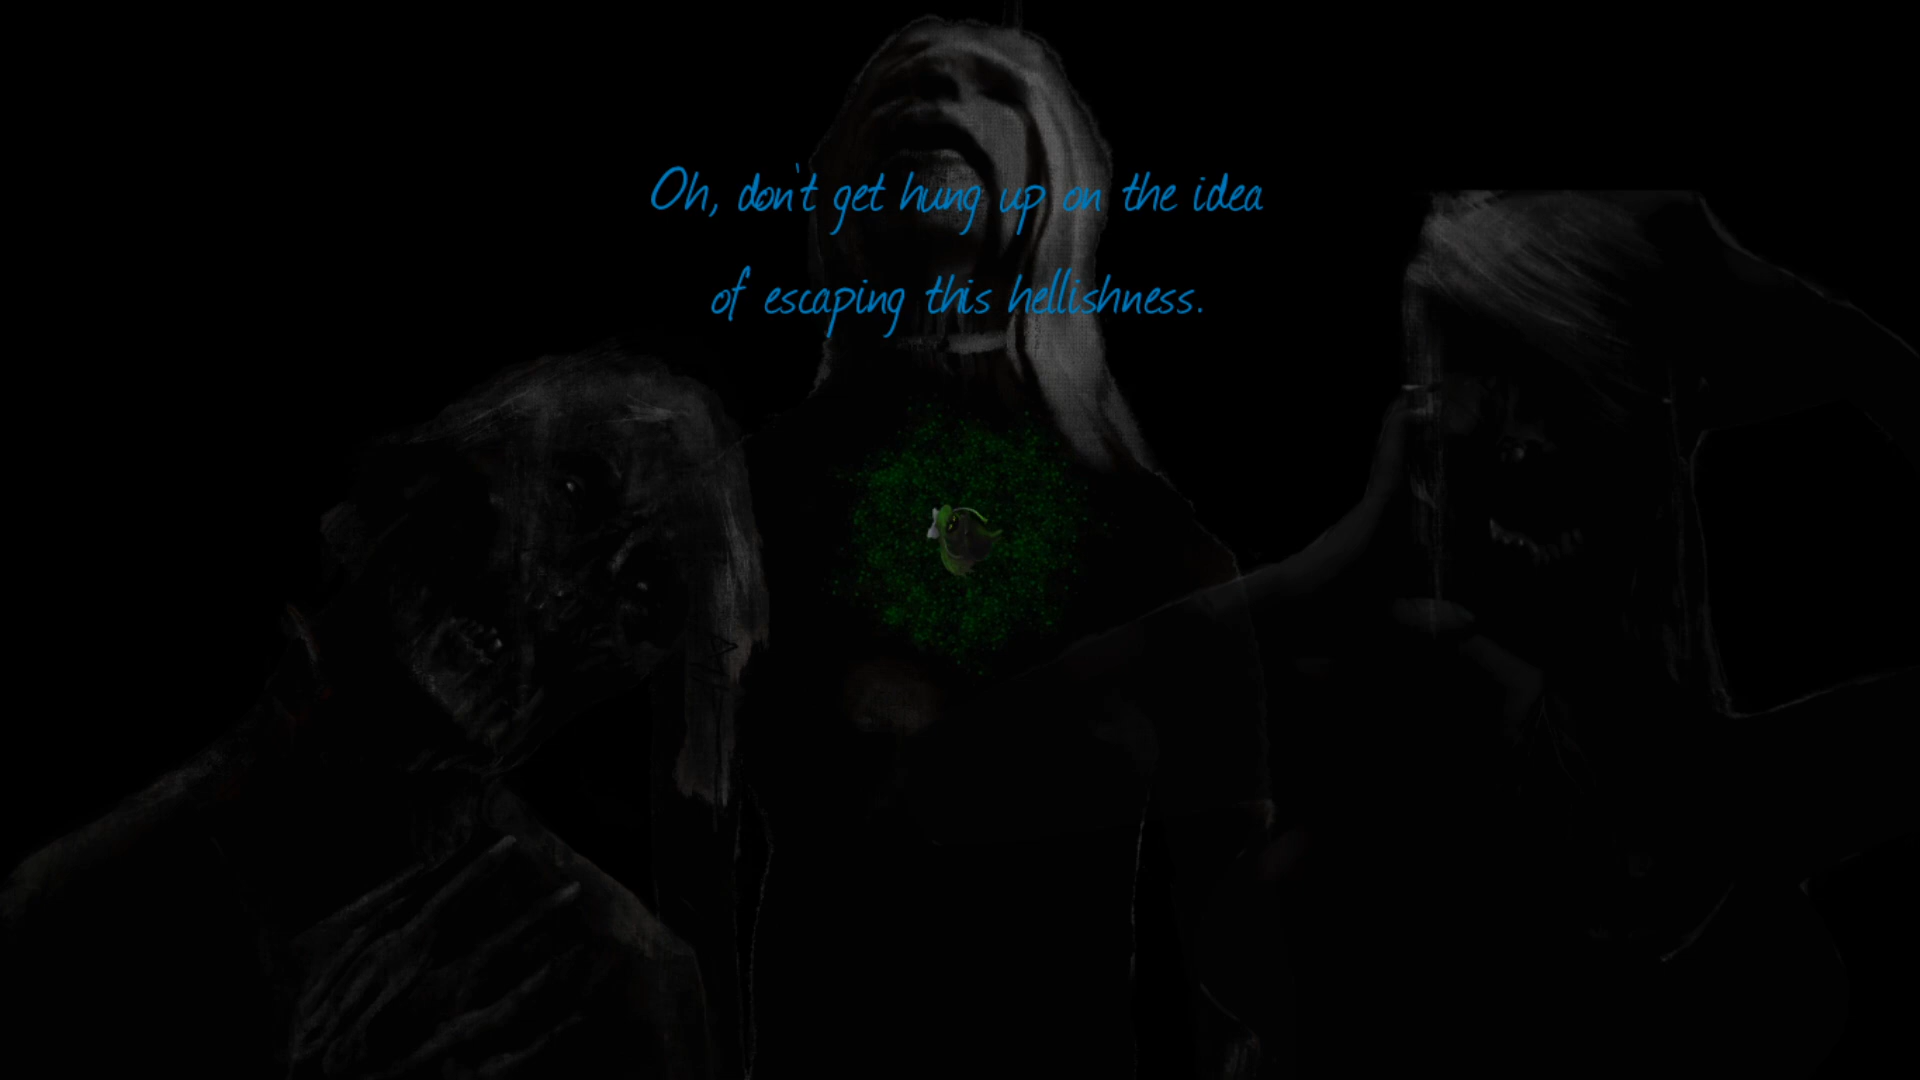 Oh, don't get hung up on the idea
of escaping this hellishness.